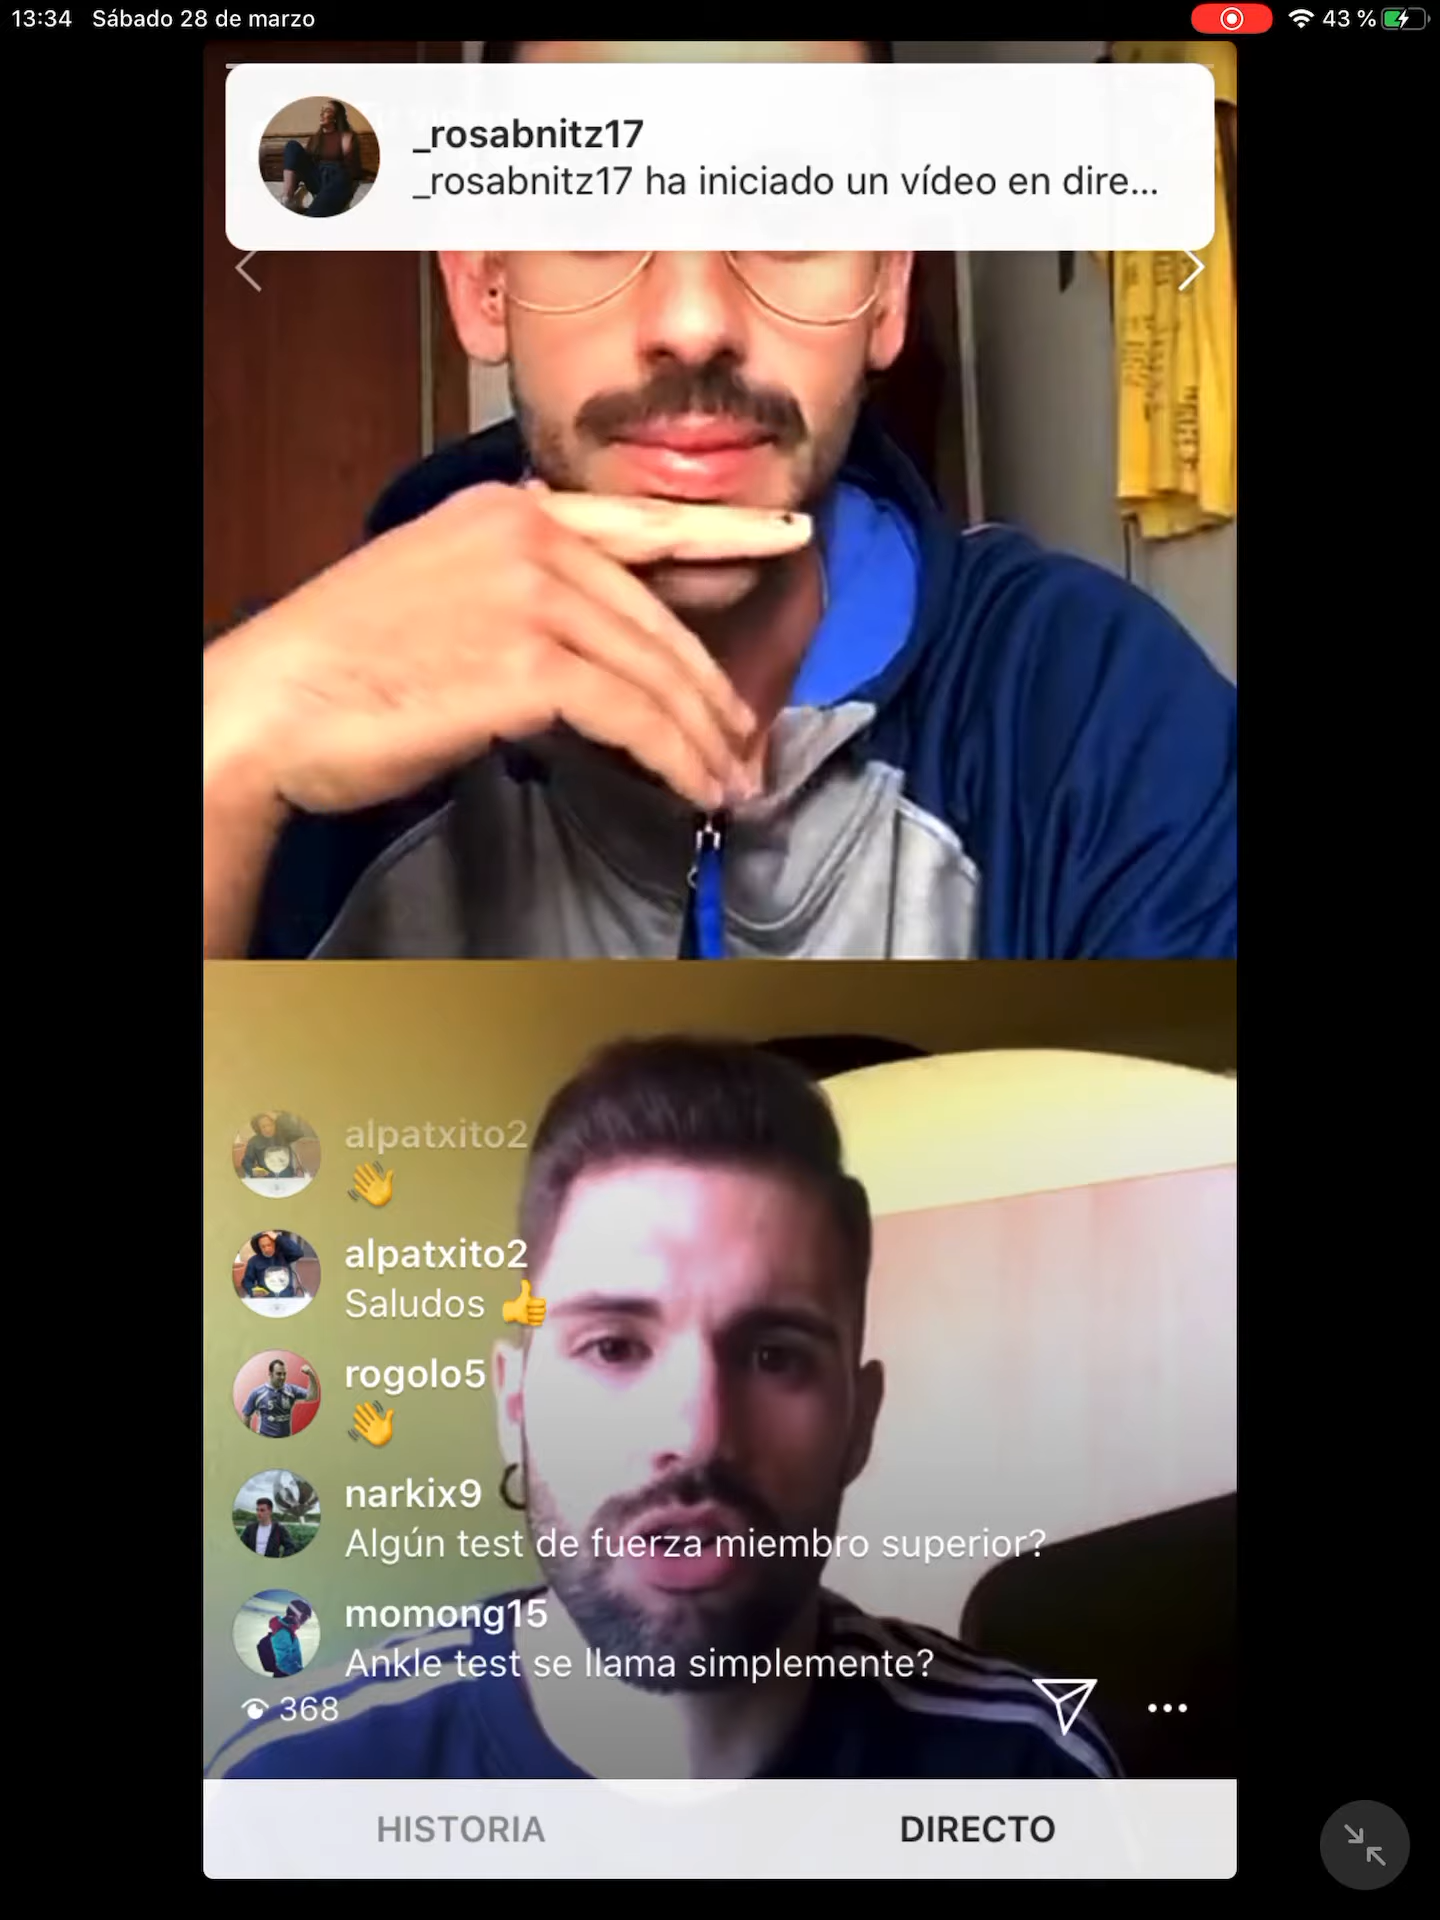 13:34 Sábado 28 de marzo
43 %
_rosabnitz17
_rosabnitz17 ha iniciado un vídeo en dire...
alpatxito2
👋
alpatxito2
Saludos 👍
rogolo5
👋
narkix9
Algún test de fuerza miembro superior?
momong15
Ankle test se llama simplemente?
368
HISTORIA
DIRECTO